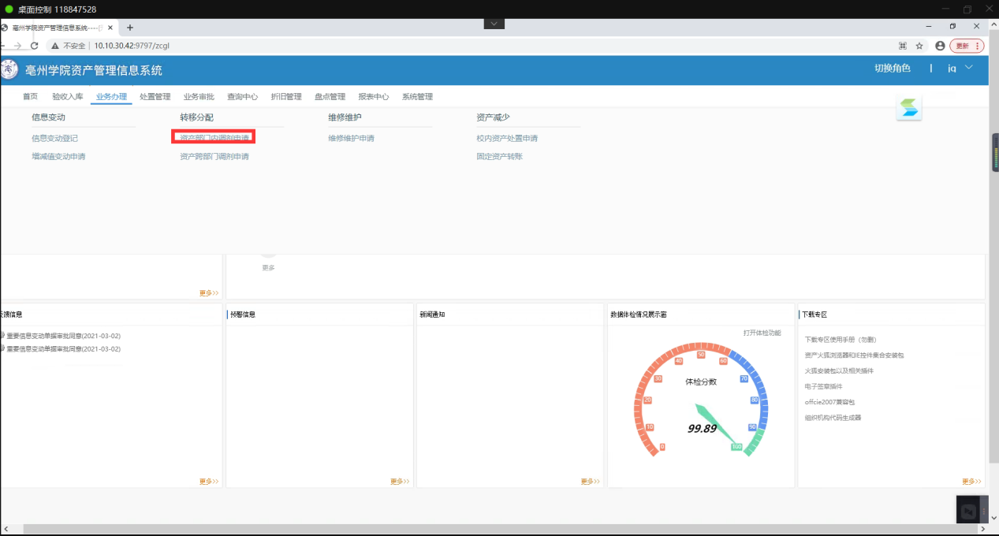 桌面控制 118847528
亳州学院资产管理信息系统----[
不安全 10.10.30.42:9797/zcgl
更新
亳州学院资产管理信息系统
切换角色 | jq
首页 验收入库 业务办理 处置管理 业务审批 查询中心 折旧管理 盘点管理 报表中心 系统管理
信息变动 转移分配 维修维护 资产减少
信息变动登记 资产部门内调剂申请 维修维护申请 校内资产处置申请
增减值变动申请 资产跨部门调剂申请 固定资产转账
更多
更多>>
反馈信息 预警信息 新闻通知 数据体检情况展示窗 下载专区
重要信息变动单据审批同意(2021-03-02)
重要信息变动单据审批同意(2021-03-02)
打开体检功能
体检分数
0 10 20 30 40 50 60 70 80 90 100
99.89
下载专区使用手册（勿删）
资产火狐浏览器和IE控件集合安装包
火狐安装包以及相关插件
电子签章插件
offcie2007兼容包
组织机构代码生成器
更多>> 更多>> 更多>> 更多>>